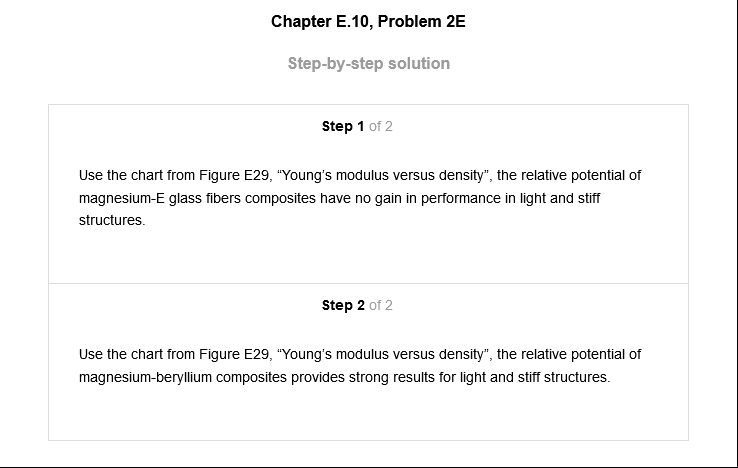 Chapter E.10, Problem 2E
Step-by-step solution
Step 1 of 2
Use the chart from Figure E29, “Young’s modulus versus density”, the relative potential of
magnesium-E glass fibers composites have no gain in performance in light and stiff
structures.
Step 2 of 2
Use the chart from Figure E29, “Young’s modulus versus density”, the relative potential of
magnesium-beryllium composites provides strong results for light and stiff structures.